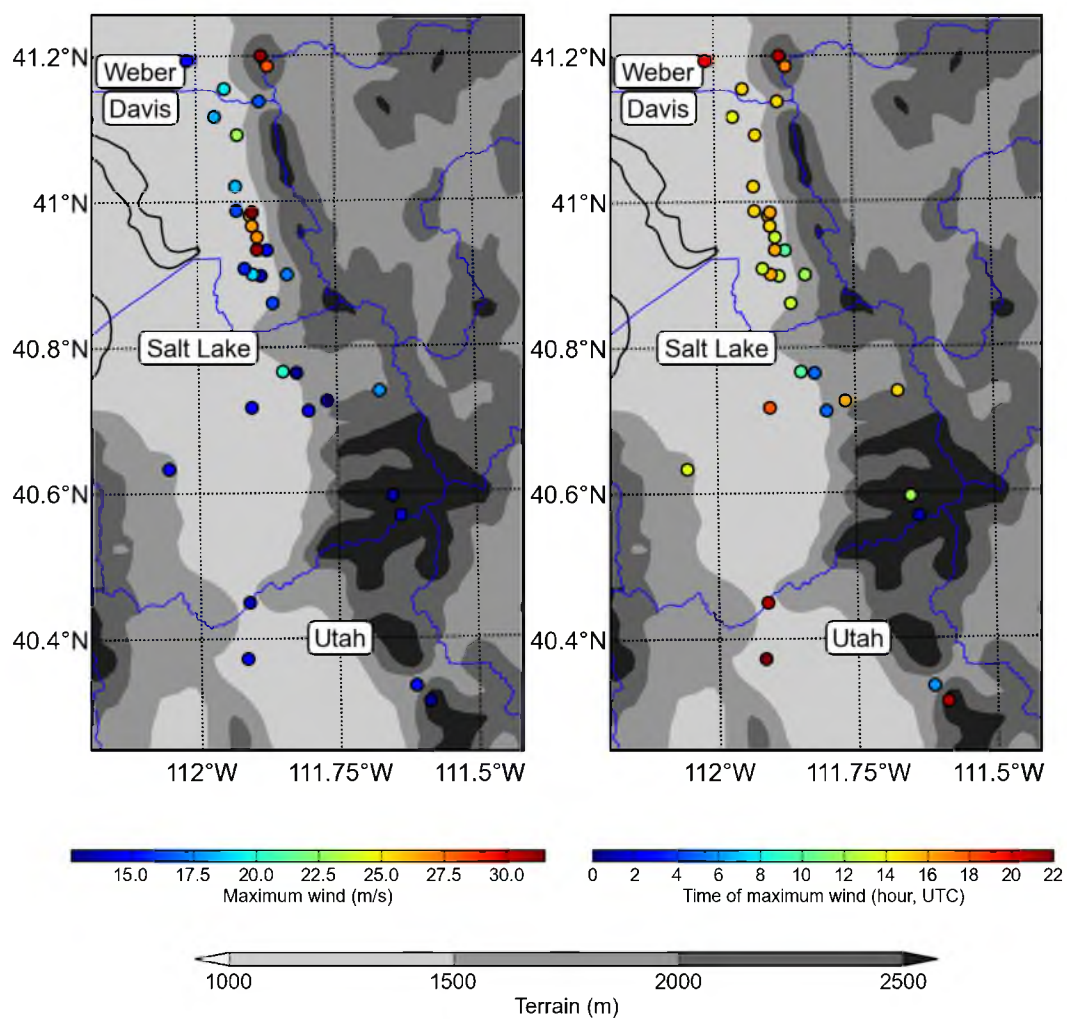 41.2°N
Weber
Davis
41°N
40.8°N
Salt Lake
40.6°N
40.4°N
Utah
112°W 111.75°W 111.5°W
41.2°N
Weber
Davis
41°N
40.8°N
Salt Lake
40.6°N
40.4°N
Utah
112°W 111.75°W 111.5°W
15.0 17.5 20.0 22.5 25.0 27.5 30.0
Maximum wind (m/s)
0 2 4 6 8 10 12 14 16 18 20 22
Time of maximum wind (hour, UTC)
1000 1500 2000 2500
Terrain (m)